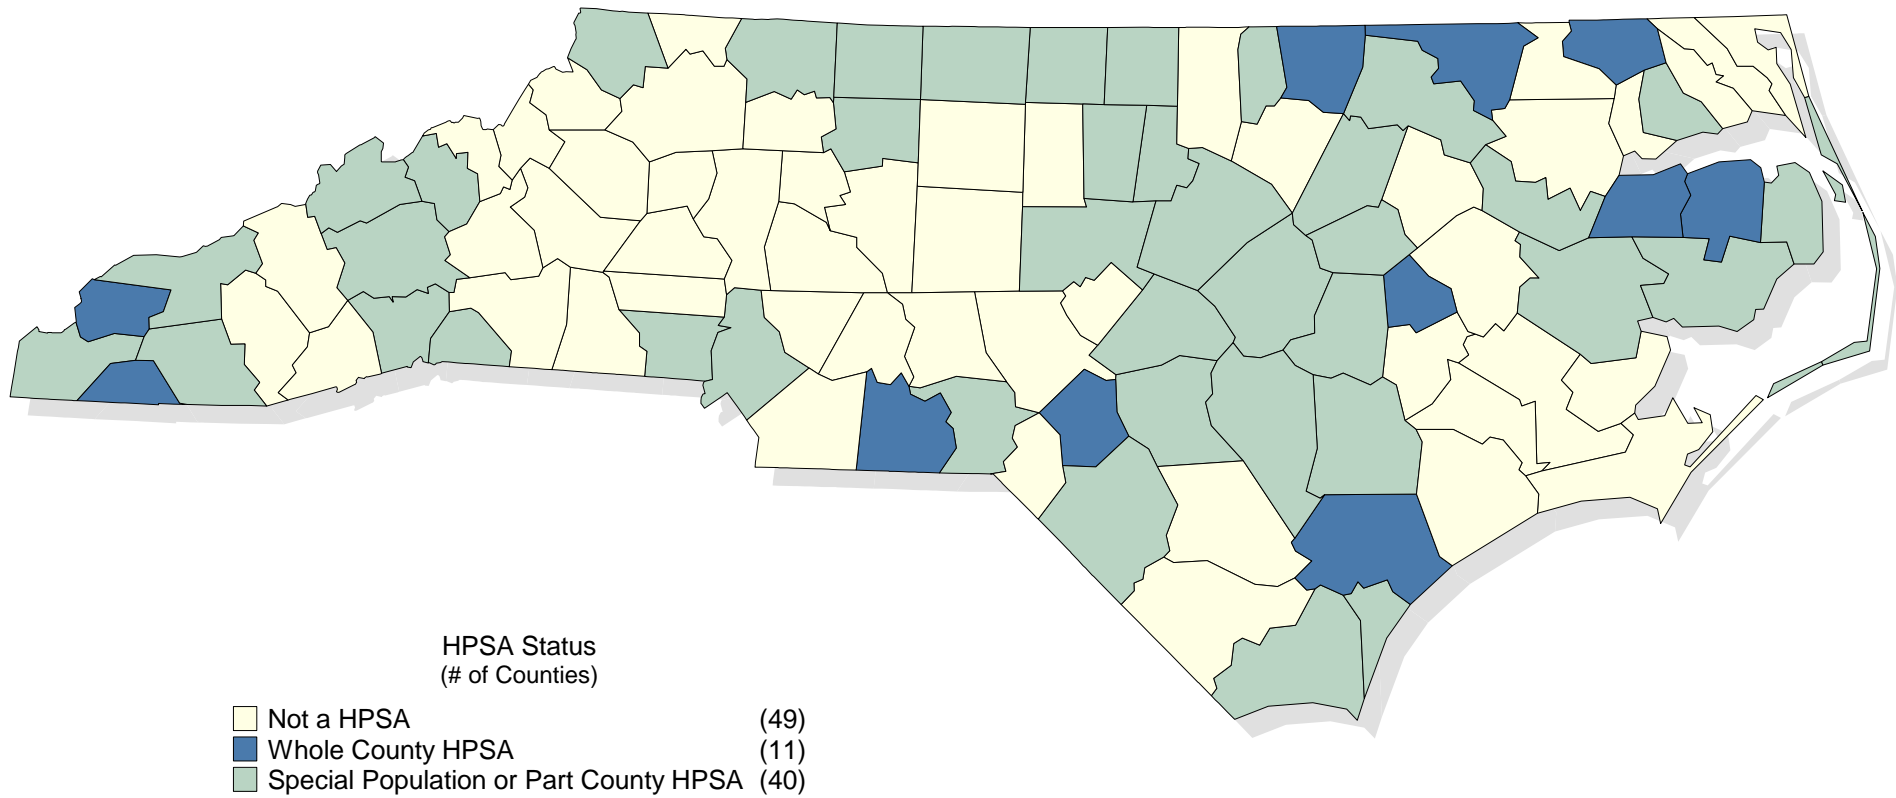 HPSA Status
(# of Counties)
Not a HPSA (49)
Whole County HPSA (11)
Special Population or Part County HPSA (40)